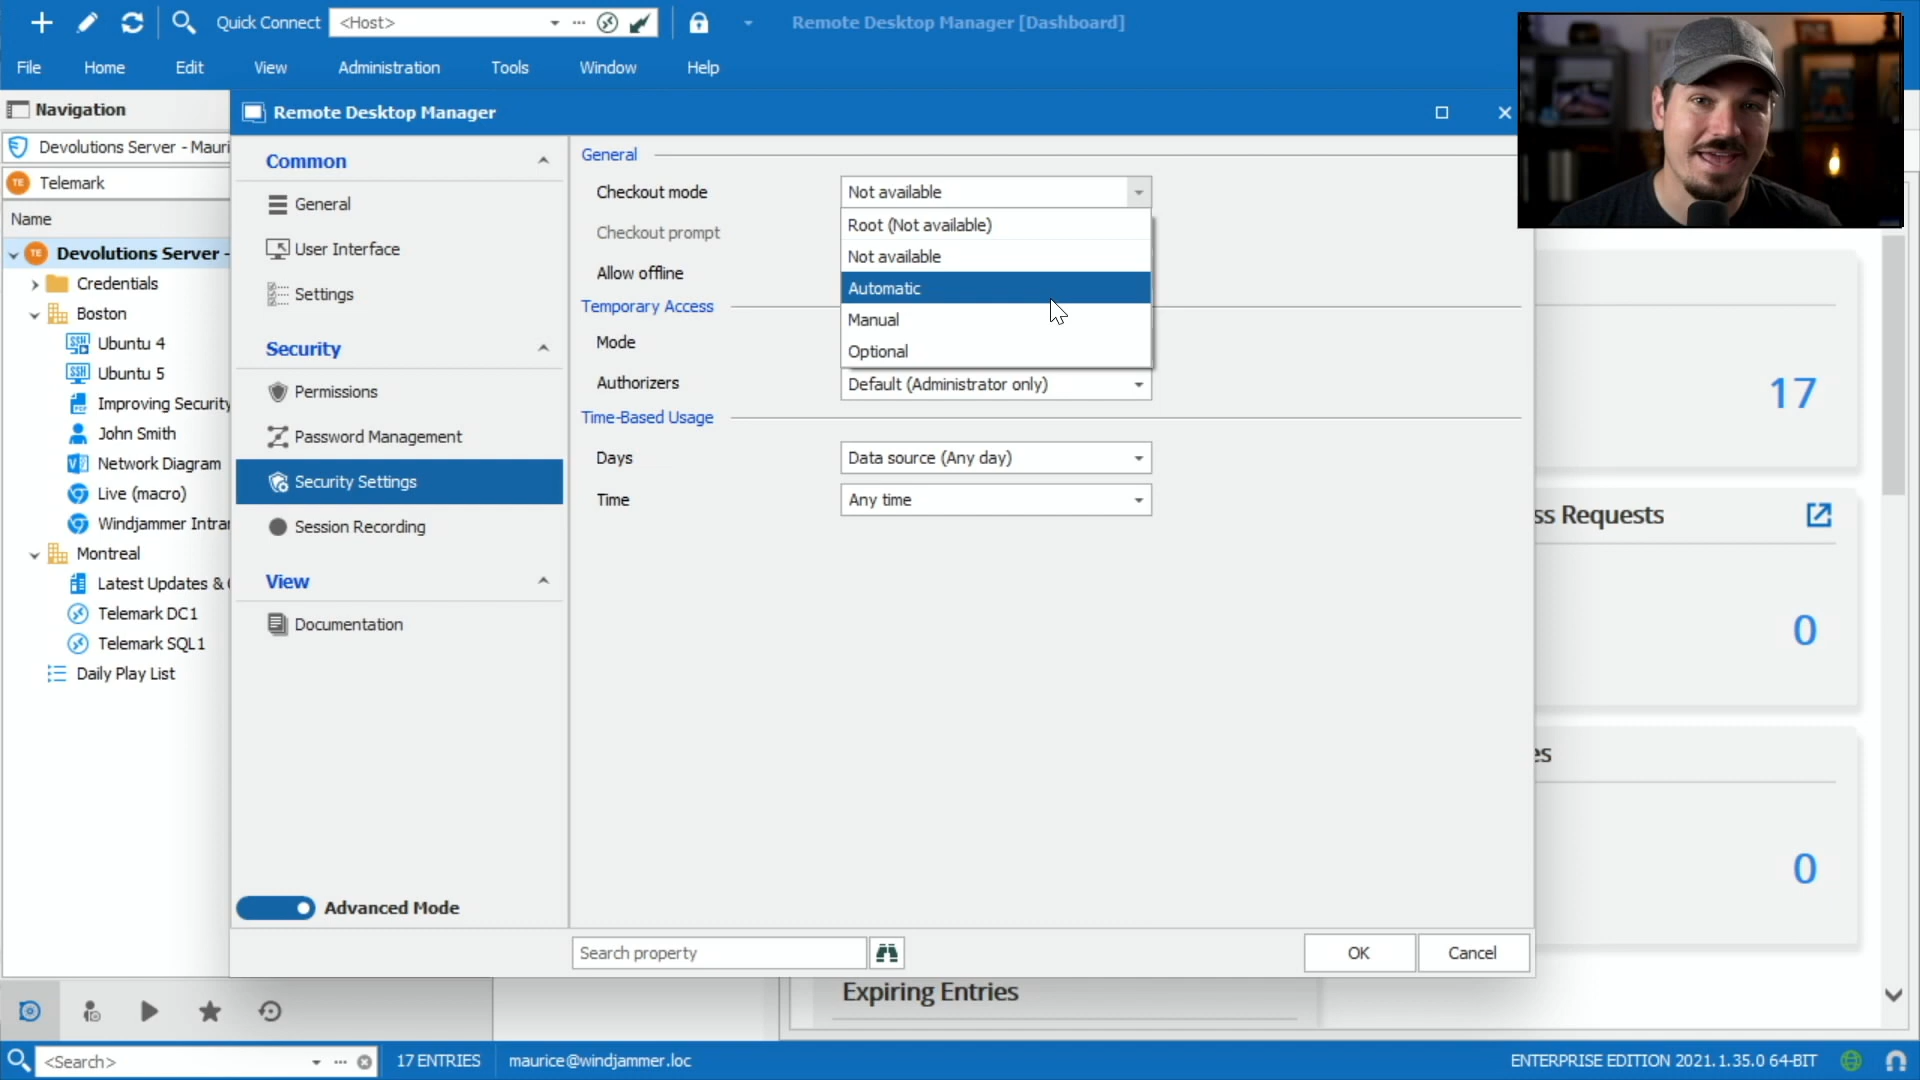 Quick Connect
<Host>
Remote Desktop Manager [Dashboard]
File
Home
Edit
View
Administration
Tools
Window
Help
Navigation
Devolutions Server - Mauri
TE
Telemark
Name
TE
Devolutions Server -
Credentials
Boston
SSH
Ubuntu 4
SSH
Ubuntu 5
Improving Security
John Smith
Network Diagram
Live (macro)
Windjammer Intra
Montreal
Latest Updates &
Telemark DC1
Telemark SQL1
Daily Play List
Remote Desktop Manager
Common
General
User Interface
Settings
Security
Permissions
Password Management
Security Settings
Session Recording
View
Documentation
Advanced Mode
General
Checkout mode
Not available
Root (Not available)
Not available
Automatic
Manual
Optional
Checkout prompt
Allow offline
Temporary Access
Mode
Authorizers
Default (Administrator only)
Time-Based Usage
Days
Data source (Any day)
Time
Any time
Search property
OK
Cancel
17
ss Requests
0
es
0
Expiring Entries
<Search>
17 ENTRIES
maurice@windjammer.loc
ENTERPRISE EDITION 2021.1.35.0 64-BIT